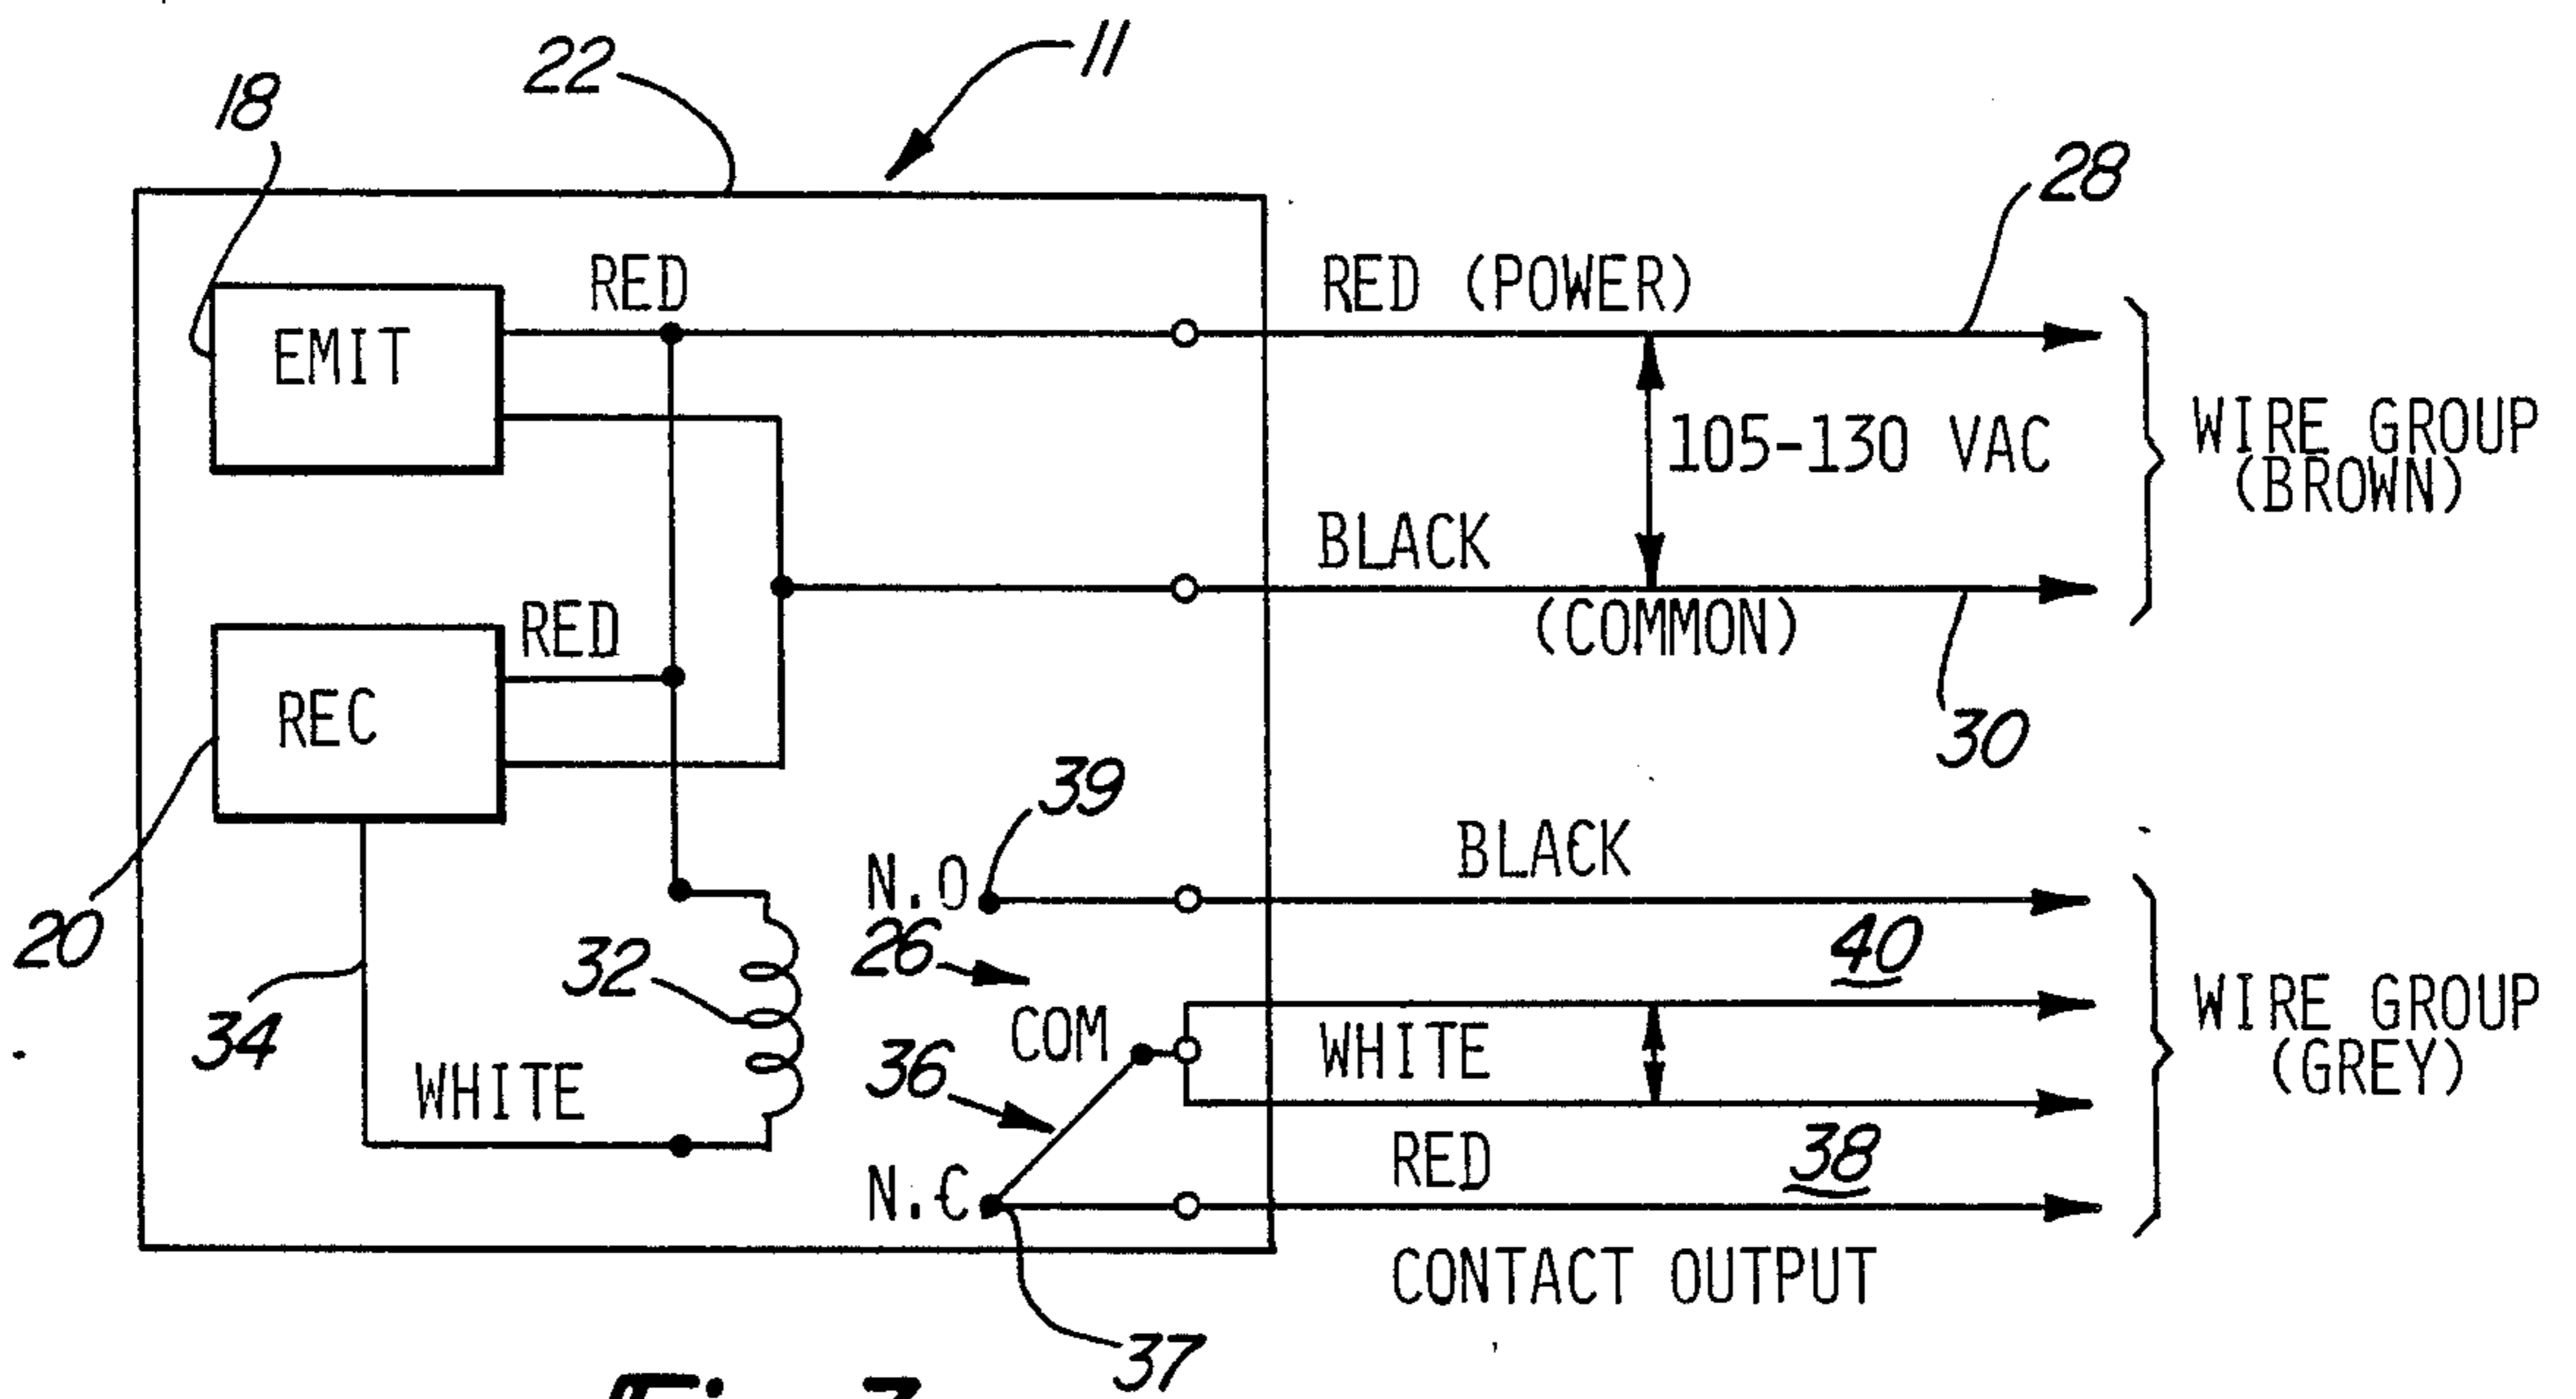 22
11
18
28
RED
RED (POWER)
EMIT
105-130 VAC
WIRE GROUP
(BROWN)
BLACK
(COMMON)
RED
REC
30
39
BLACK
N.O
20
26
40
32
COM
WHITE
WIRE GROUP
(GREY)
34
36
WHITE
RED
38
N.C
CONTACT OUTPUT
37